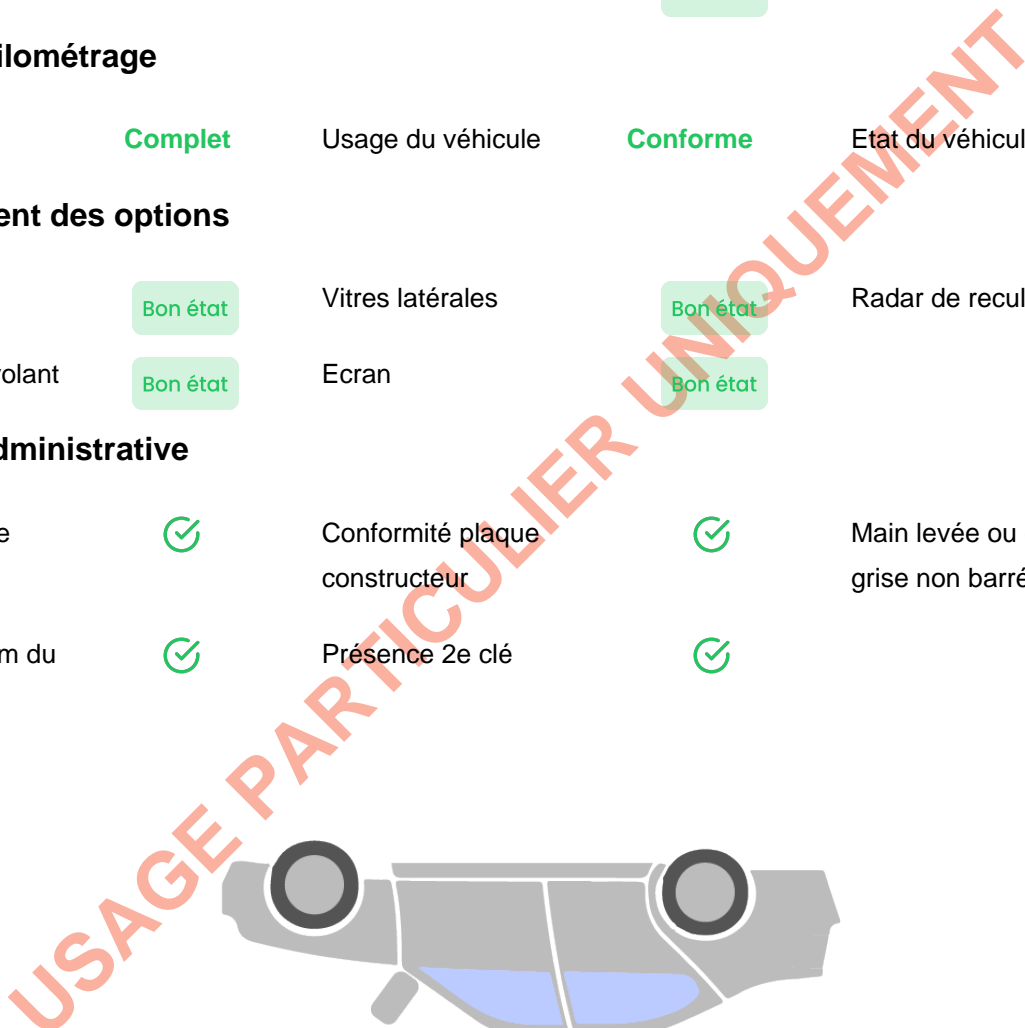 ilométrage
Complet Usage du véhicule Conforme Etat du véhicul
ent des options
Bon état Vitres latérales Bon état Radar de recul
olant Bon état Ecran Bon état
dministrative
e Conformité plaque Main levée ou
constructeur grise non barré
m du Présence 2e clé
USAGE PARTICULIER UNIQUEMENT